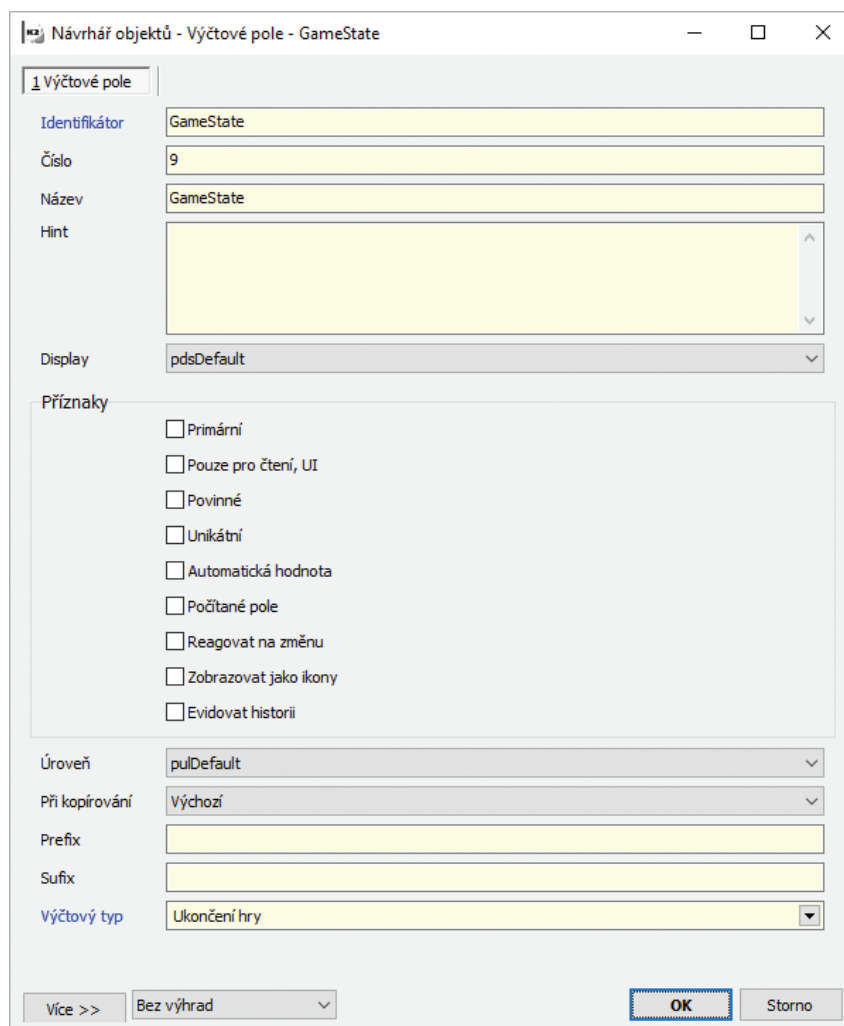 K2 Návrhář objektů - Výčtové pole - GameState
1 Výčtové pole
Identifikátor GameState
Číslo 9
Název GameState
Hint
Display pdsDefault
Příznaky
Primární
Pouze pro čtení, UI
Povinné
Unikátní
Automatická hodnota
Počítané pole
Reagovat na změnu
Zobrazovat jako ikony
Evidovat historii
Úroveň pulDefault
Při kopírování Výchozí
Prefix
Sufix
Výčtový typ Ukončení hry
Více >> Bez výhrad OK Storno